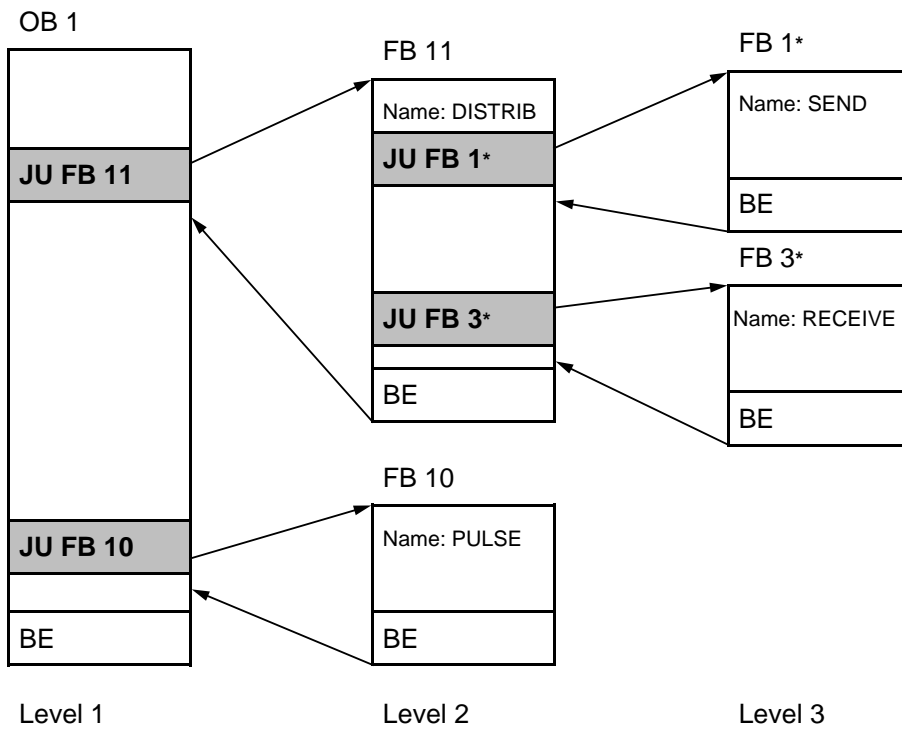 OB 1
JU FB 11
JU FB 10
BE
Level 1
FB 11
Name: DISTRIB
JU FB 1*
JU FB 3*
BE
FB 10
Name: PULSE
BE
Level 2
FB 1*
Name: SEND
BE
FB 3*
Name: RECEIVE
BE
Level 3